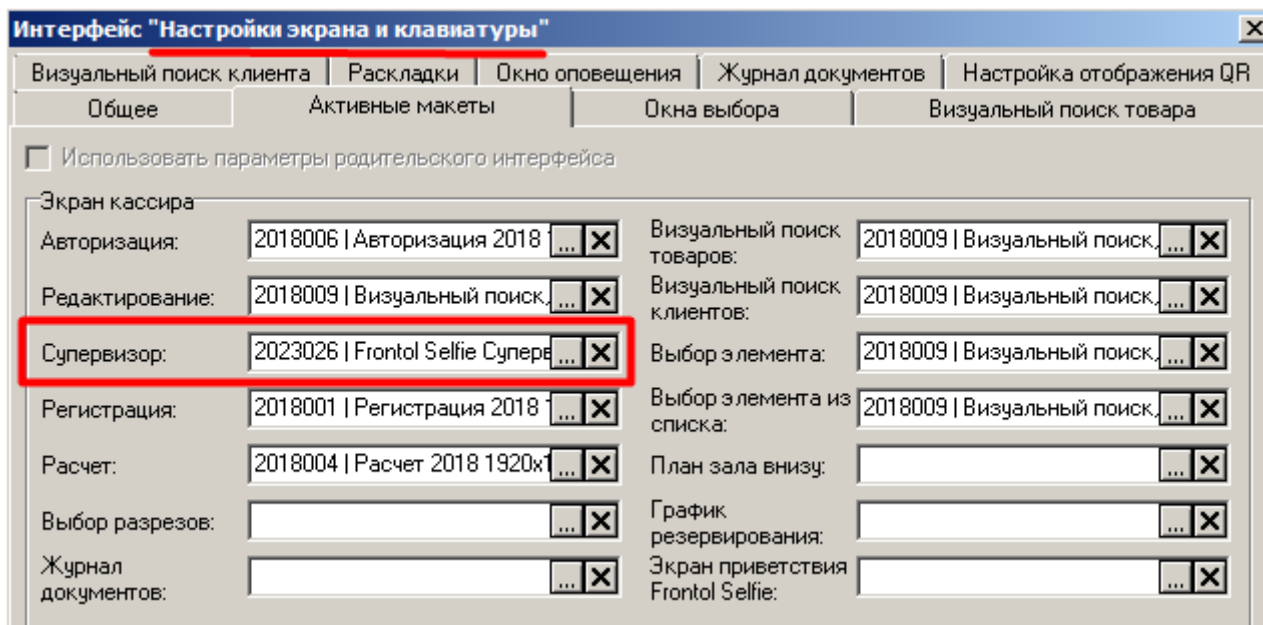 Интерфейс "Настройки экрана и клавиатуры"
Визуальный поиск клиента Раскладки Окно оповещения Журнал документов Настройка отображения QR
Общее Активные макеты Окна выбора Визуальный поиск товара
Использовать параметры родительского интерфейса
Экран кассира
Авторизация: 2018006 | Авторизация 2018 ...
Визуальный поиск товаров: 2018009 | Визуальный поиск, ...
Редактирование: 2018009 | Визуальный поиск, ...
Визуальный поиск клиентов: 2018009 | Визуальный поиск, ...
Супервизор: 2023026 | Frontol Selfie Суперв ...
Выбор элемента: 2018009 | Визуальный поиск, ...
Регистрация: 2018001 | Регистрация 2018 ...
Выбор элемента из списка: 2018009 | Визуальный поиск, ...
Расчет: 2018004 | Расчет 2018 1920x1 ...
План зала внизу: ...
Выбор разрезов: ...
График резервирования: ...
Журнал документов: ...
Экран приветствия Frontol Selfie: ...